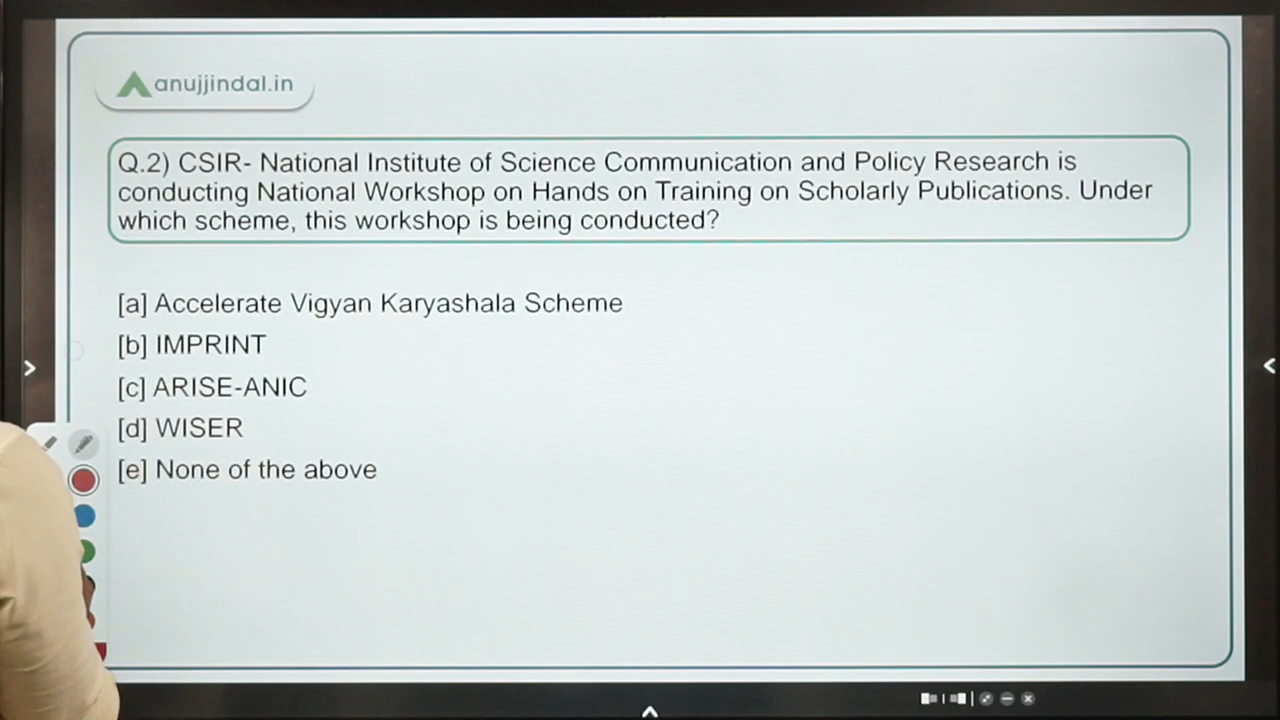 anujjindal.in
Q.2) CSIR- National Institute of Science Communication and Policy Research is
conducting National Workshop on Hands on Training on Scholarly Publications. Under
which scheme, this workshop is being conducted?
[a] Accelerate Vigyan Karyashala Scheme
[b] IMPRINT
[c] ARISE-ANIC
[d] WISER
[e] None of the above